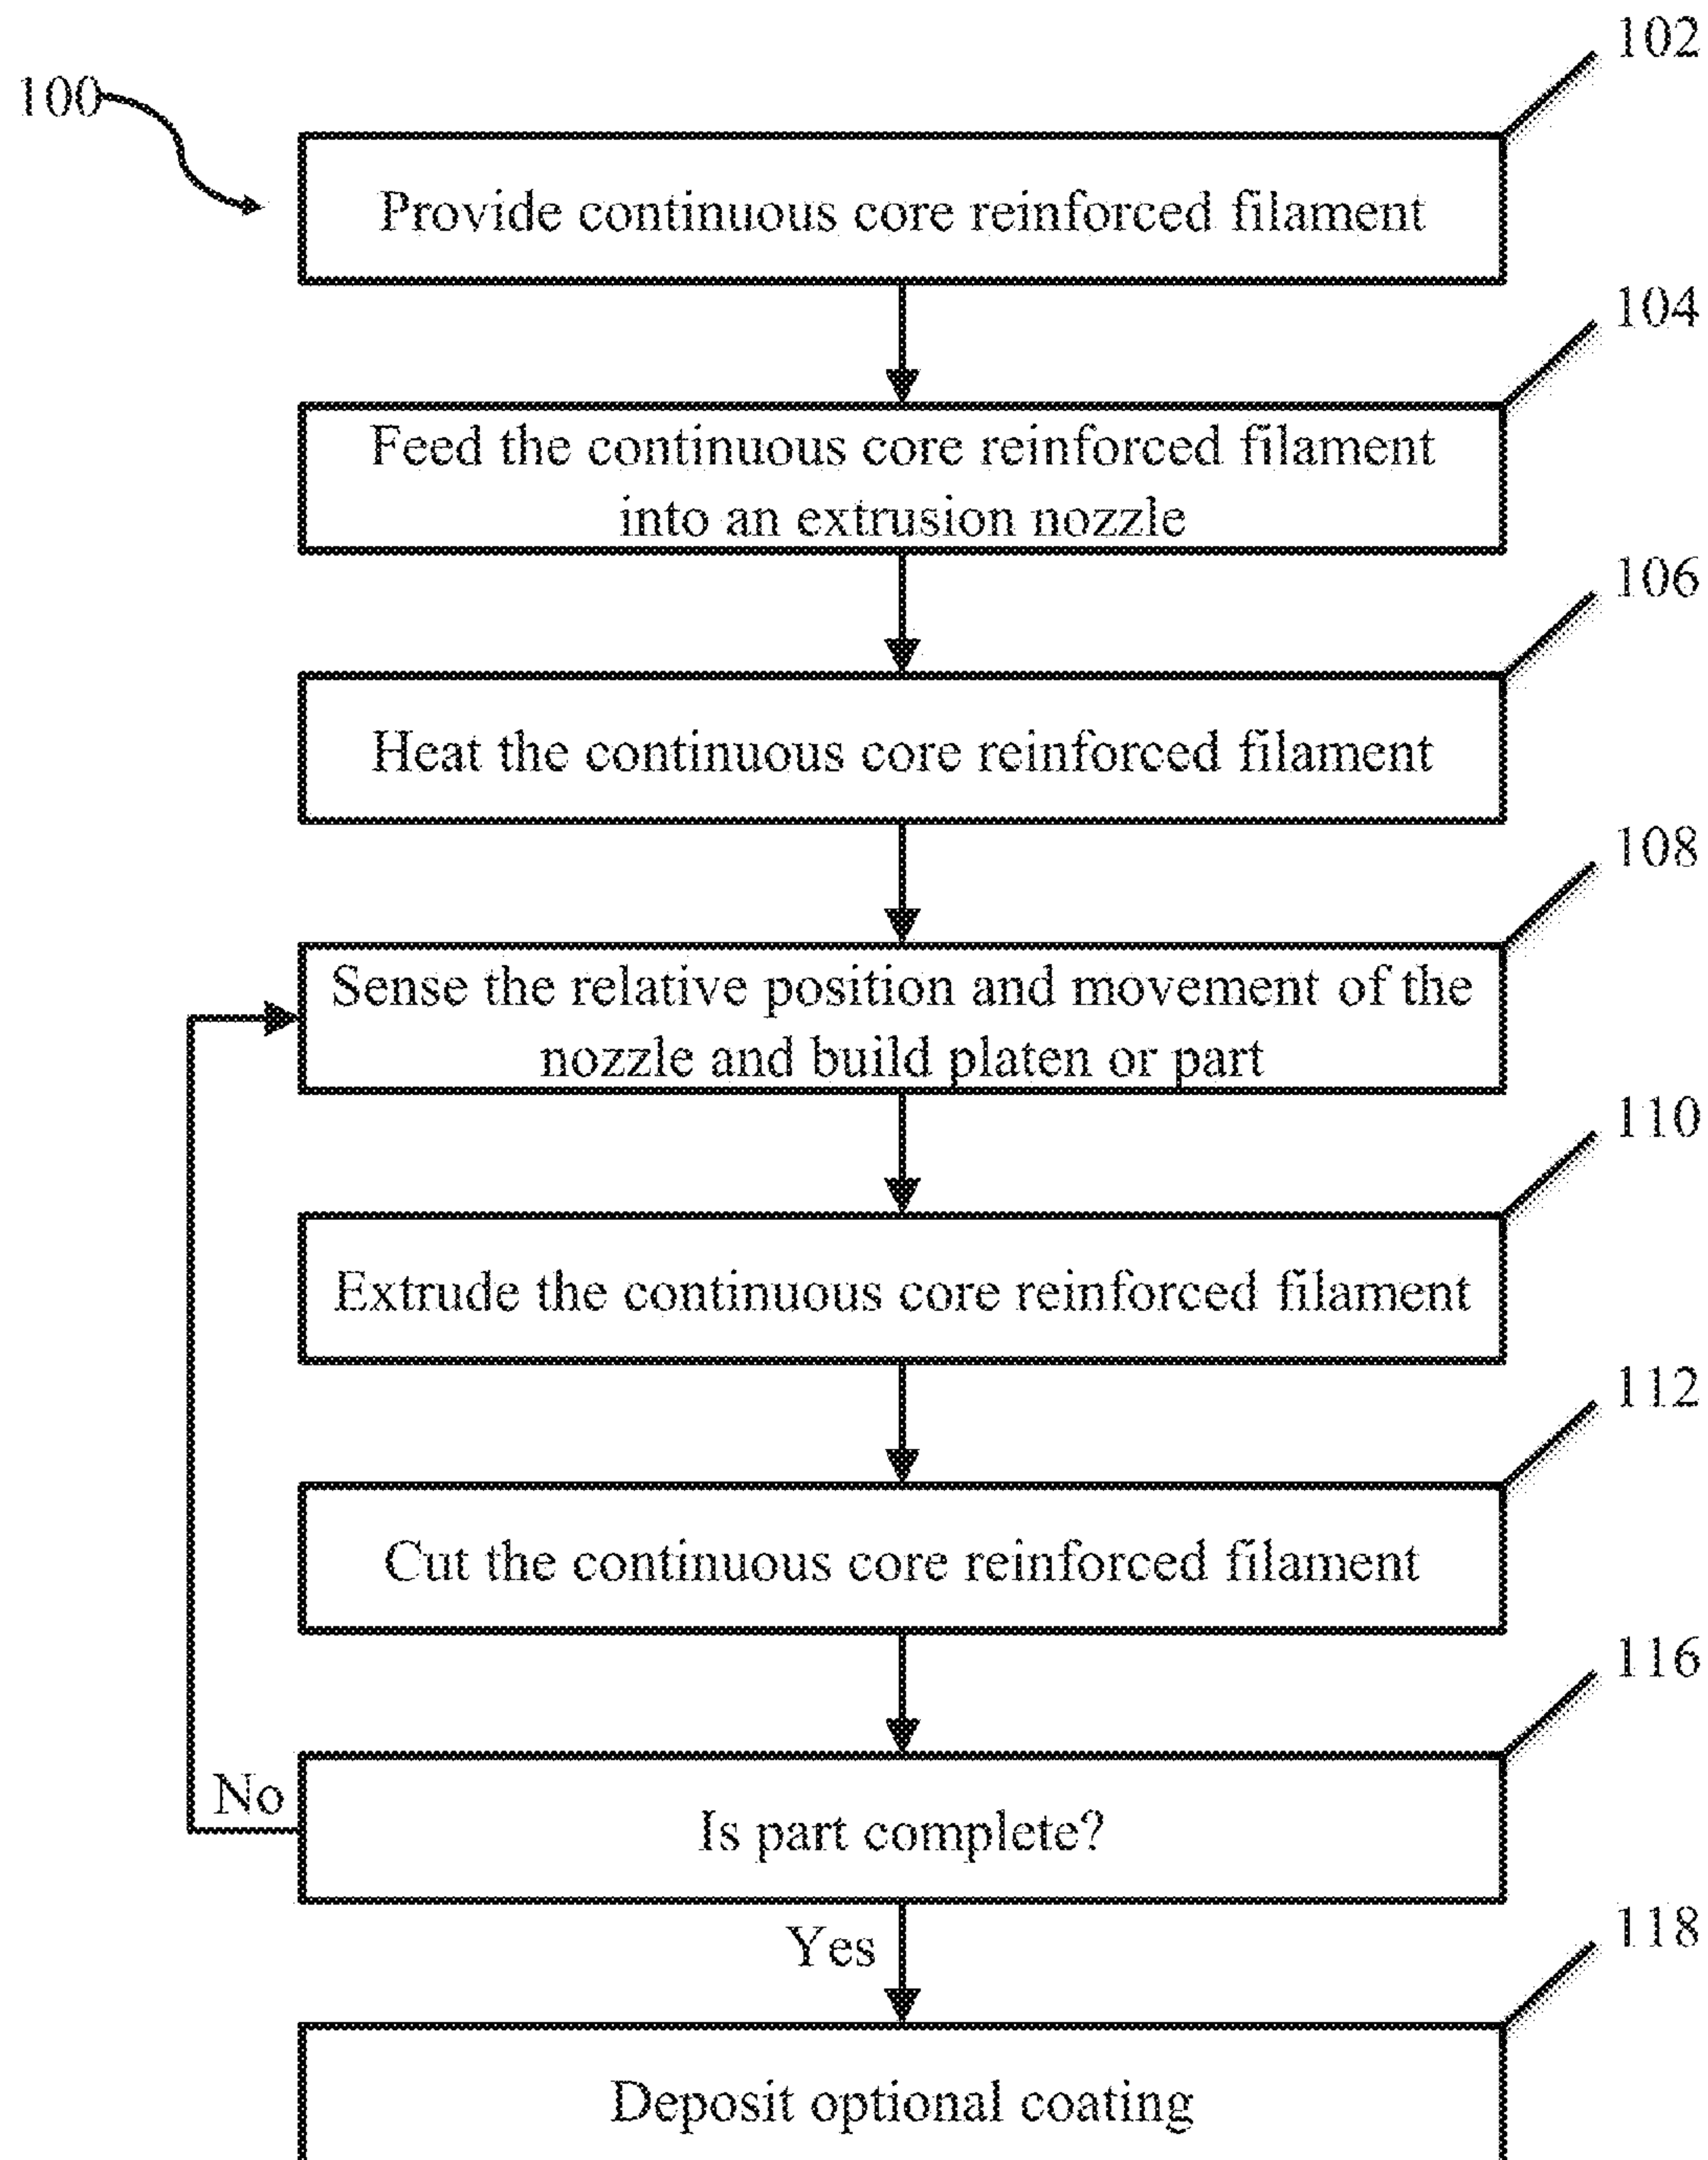 102
100
Provide continuous core reinforced filament
104
Feed the continuous core reinforced filament
into an extrusion nozzle
106
Heat the continuous core reinforced filament
108
Sense the relative position and movement of the
nozzle and build platen or part
110
Extrude the continuous core reinforced filament
112
Cut the continuous core reinforced filament
116
No
Is part complete?
118
Yes
Deposit optional coating